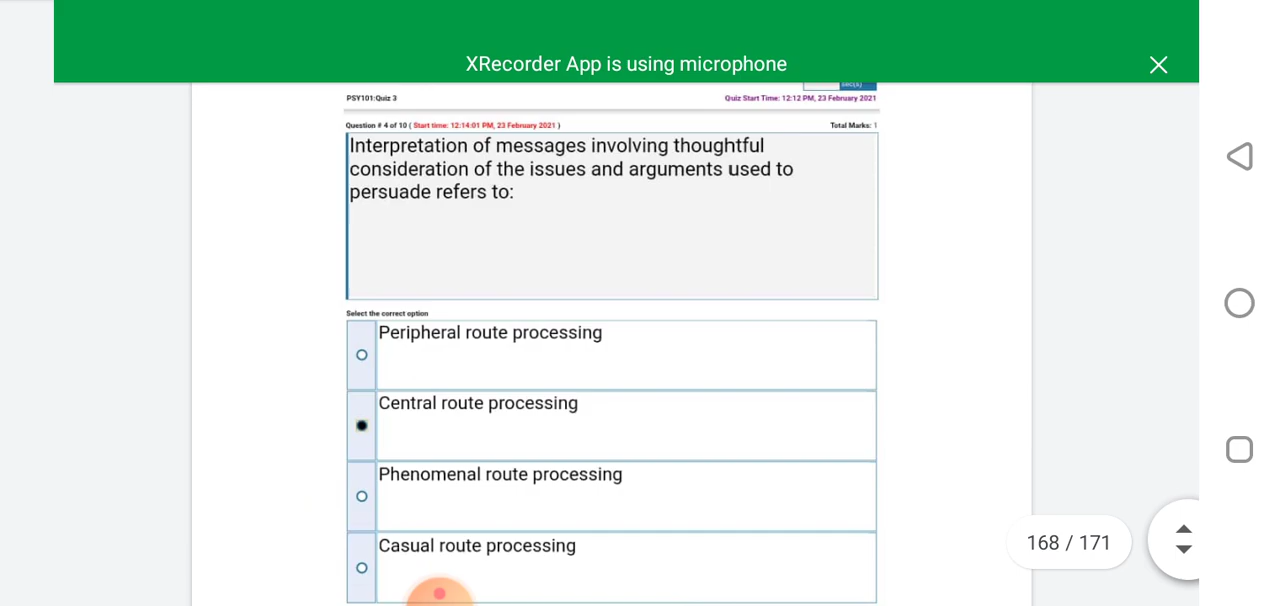 XRecorder App is using microphone
sec(s)
PSY101:Quiz 3
Quiz Start Time: 12:12 PM, 23 February 2021
Question # 4 of 10 ( Start time: 12:14:01 PM, 23 February 2021 )
Total Marks: 1
Interpretation of messages involving thoughtful
consideration of the issues and arguments used to
persuade refers to:
Select the correct option
Peripheral route processing
Central route processing
Phenomenal route processing
Casual route processing
168 / 171